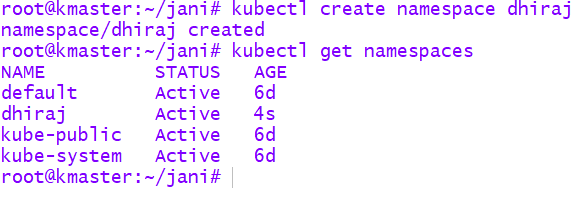 root@kmaster:~/jani# kubectl create namespace dhiraj
namespace/dhiraj created
root@kmaster:~/jani# kubectl get namespaces
NAME          STATUS   AGE
default       Active   6d
dhiraj        Active   4s
kube-public   Active   6d
kube-system   Active   6d
root@kmaster:~/jani#